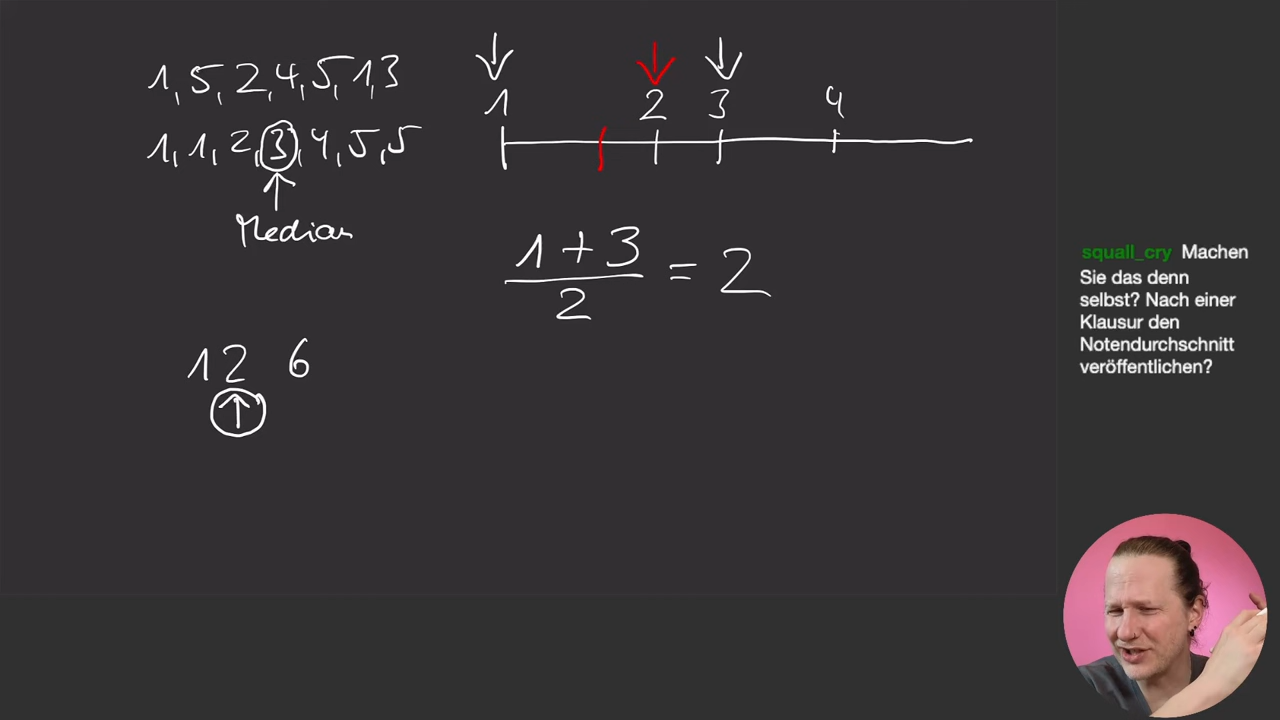 1, 5, 2, 4, 5, 1, 3
1, 1, 2, 3, 4, 5, 5
Median
1 2 3 4
1 + 3
2
= 2
1 2 6
squall_cry Machen
Sie das denn
selbst? Nach einer
Klausur den
Notendurchschnitt
veröffentlichen?